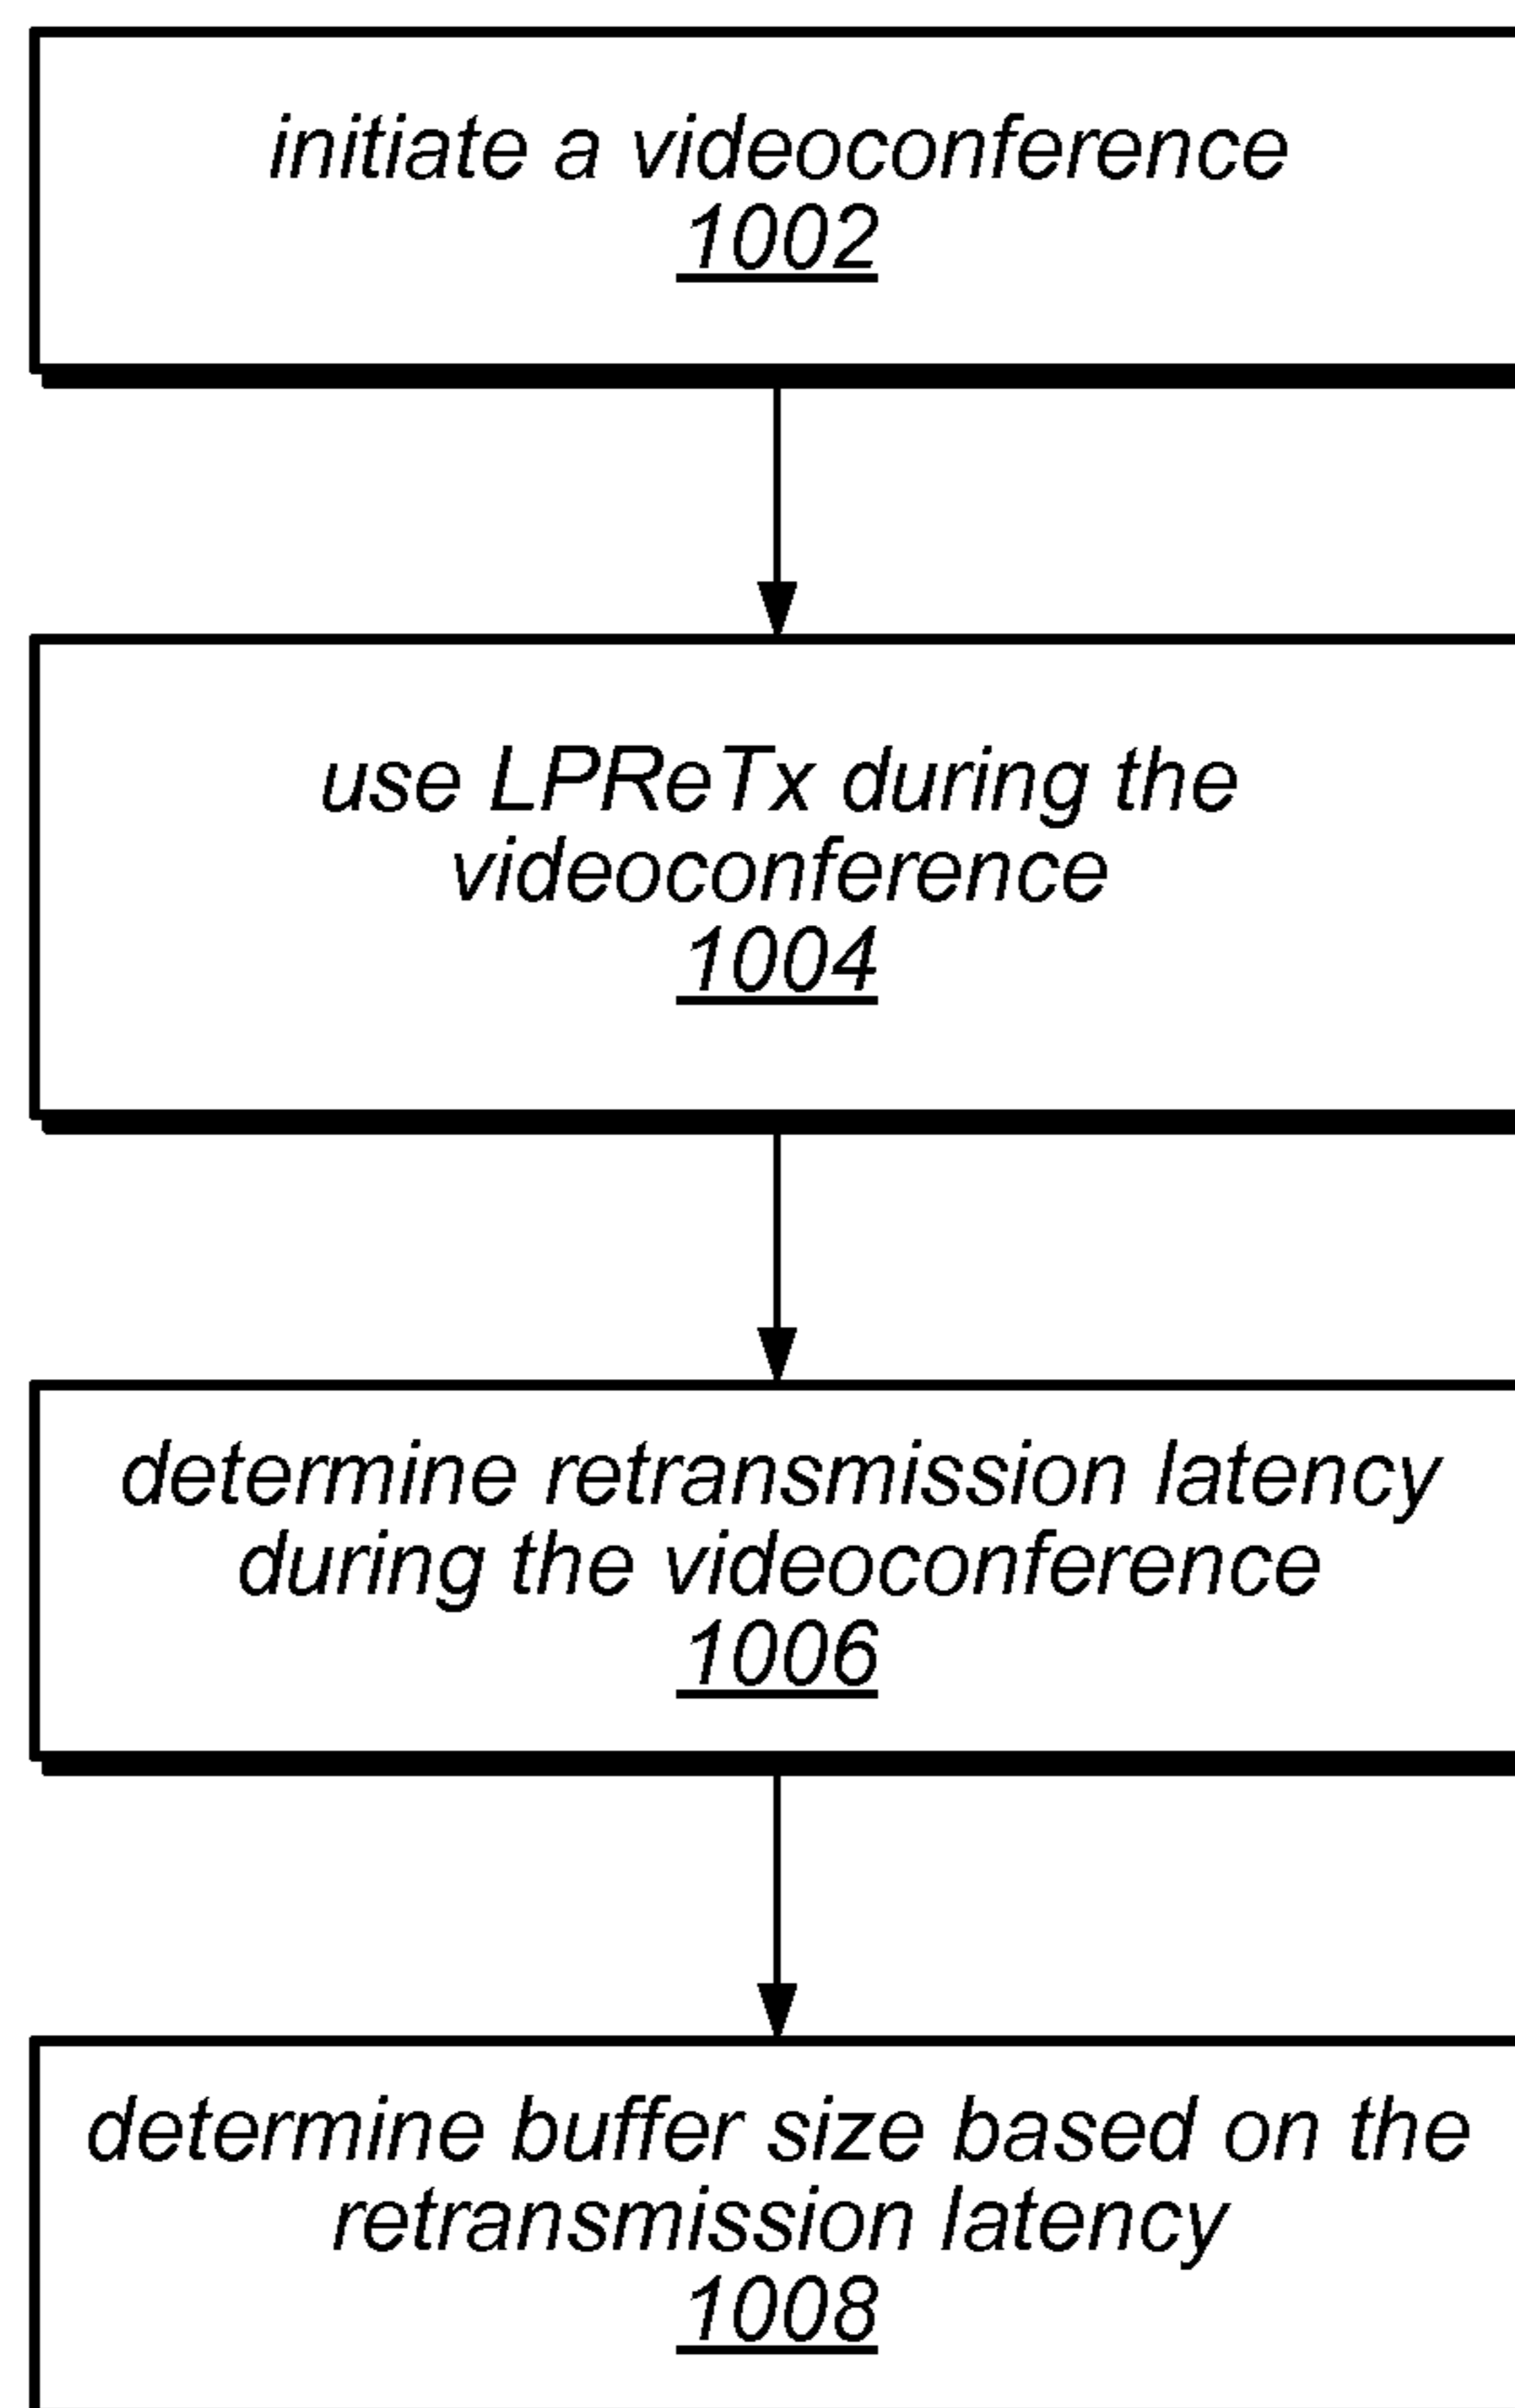 initiate a videoconference
1002
use LPReTx during the
videoconference
1004
determine retransmission latency
during the videoconference
1006
determine buffer size based on the
retransmission latency
1008